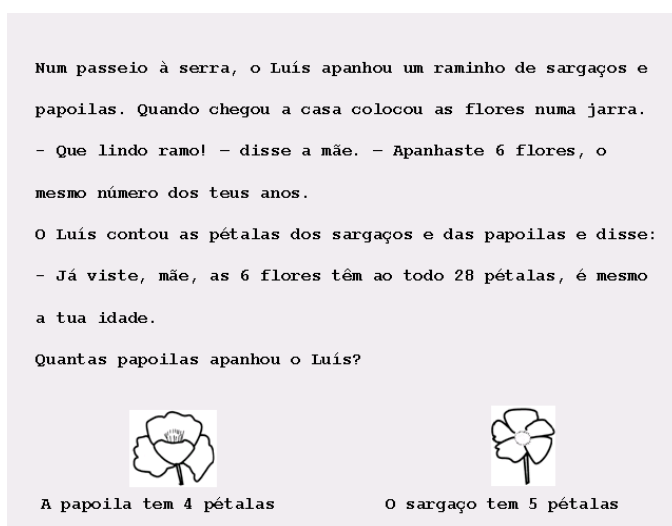 Num passeio à serra, o Luís apanhou um raminho de sargaços e
papoilas. Quando chegou a casa colocou as flores numa jarra.
- Que lindo ramo! – disse a mãe. – Apanhaste 6 flores, o
mesmo número dos teus anos.
O Luís contou as pétalas dos sargaços e das papoilas e disse:
- Já viste, mãe, as 6 flores têm ao todo 28 pétalas, é mesmo
a tua idade.
Quantas papoilas apanhou o Luís?
A papoila tem 4 pétalas
O sargaço tem 5 pétalas